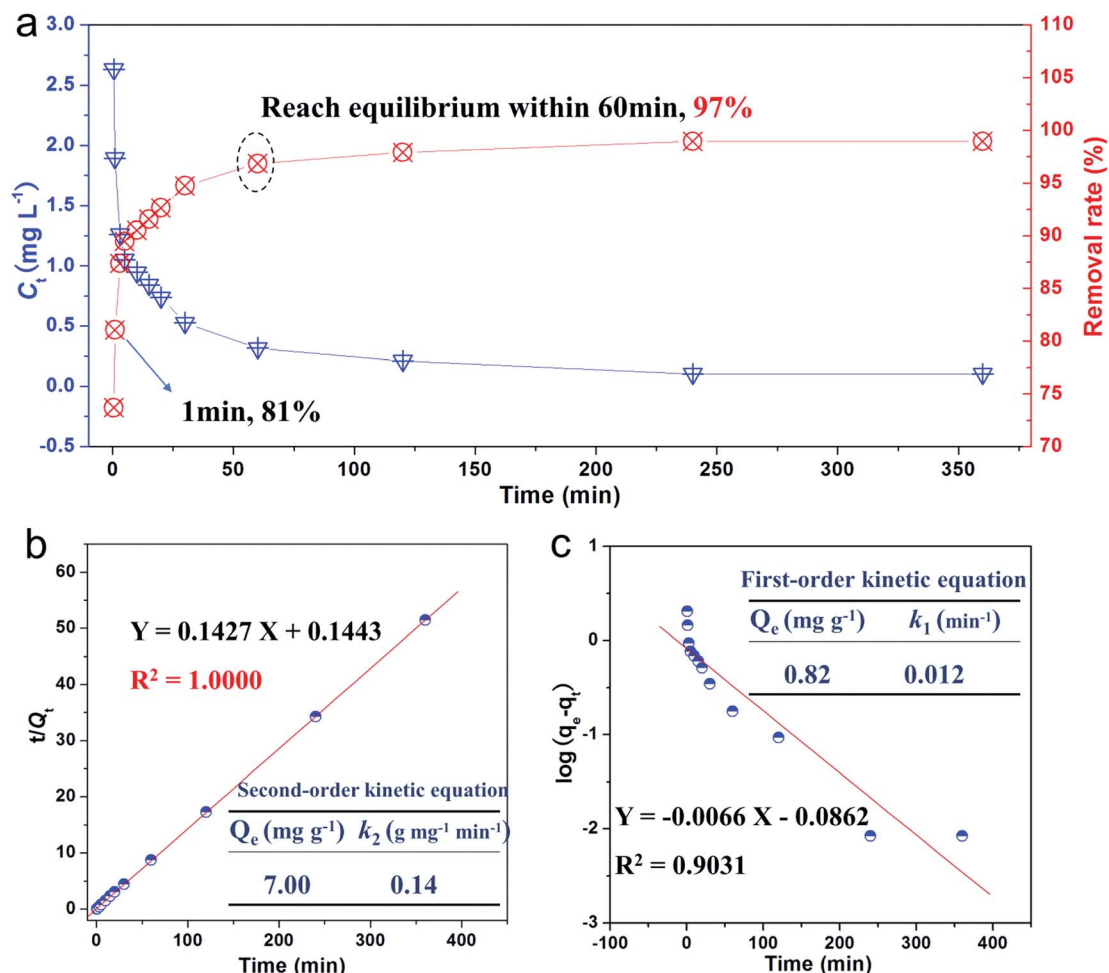 a
3.0
2.5
2.0
1.5
1.0
0.5
0.0
-0.5
Cₜ (mg L⁻¹)
110
105
100
95
90
85
80
75
70
Removal rate (%)
Reach equilibrium within 60min, 97%
1min, 81%
0 50 100 150 200 250 300 350
Time (min)
b
60
50
40
30
20
10
0
t/Qₜ
Y = 0.1427 X + 0.1443
R² = 1.0000
Second-order kinetic equation
Qₑ (mg g⁻¹) k₂ (g mg⁻¹ min⁻¹)
7.00 0.14
0 100 200 300 400
Time (min)
c
1
0
-1
-2
-3
log (qₑ-qₜ)
First-order kinetic equation
Qₑ (mg g⁻¹) k₁ (min⁻¹)
0.82 0.012
Y = -0.0066 X - 0.0862
R² = 0.9031
-100 0 100 200 300 400
Time (min)